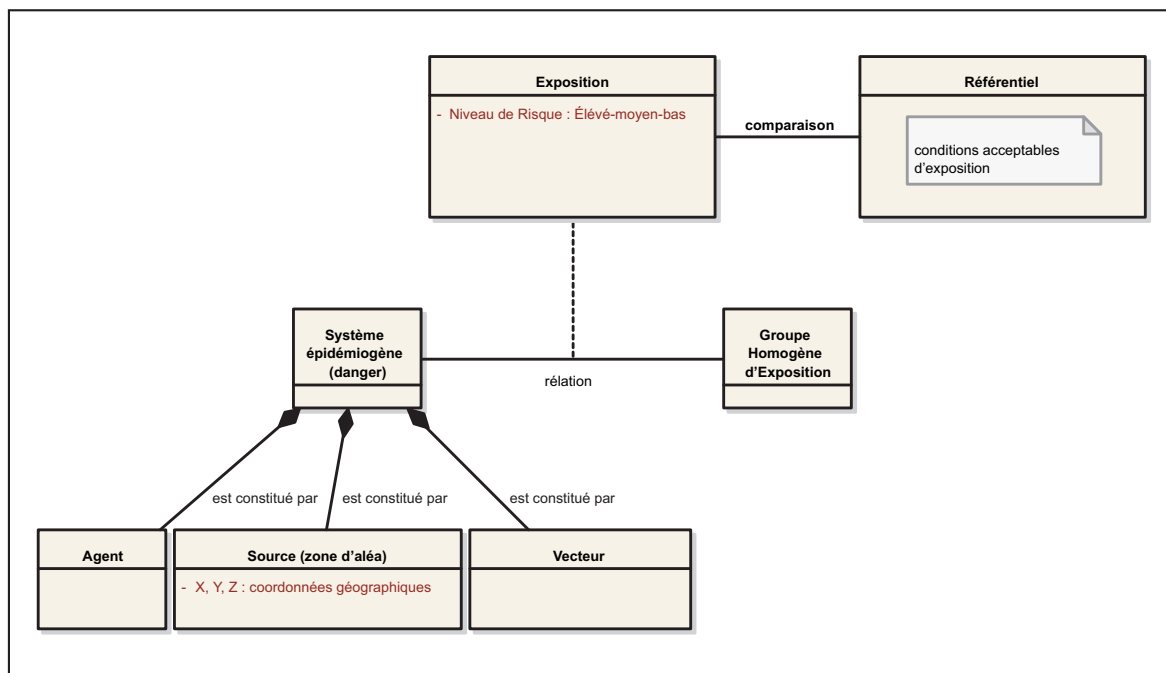 Exposition
- Niveau de Risque : Élévé-moyen-bas
comparaison
Référentiel
conditions acceptables
d’exposition
Système
épidémiogène
(danger)
rélation
Groupe
Homogène
d’Exposition
est constitué par
est constitué par
est constitué par
Agent
Source (zone d’aléa)
- X, Y, Z : coordonnées géographiques
Vecteur